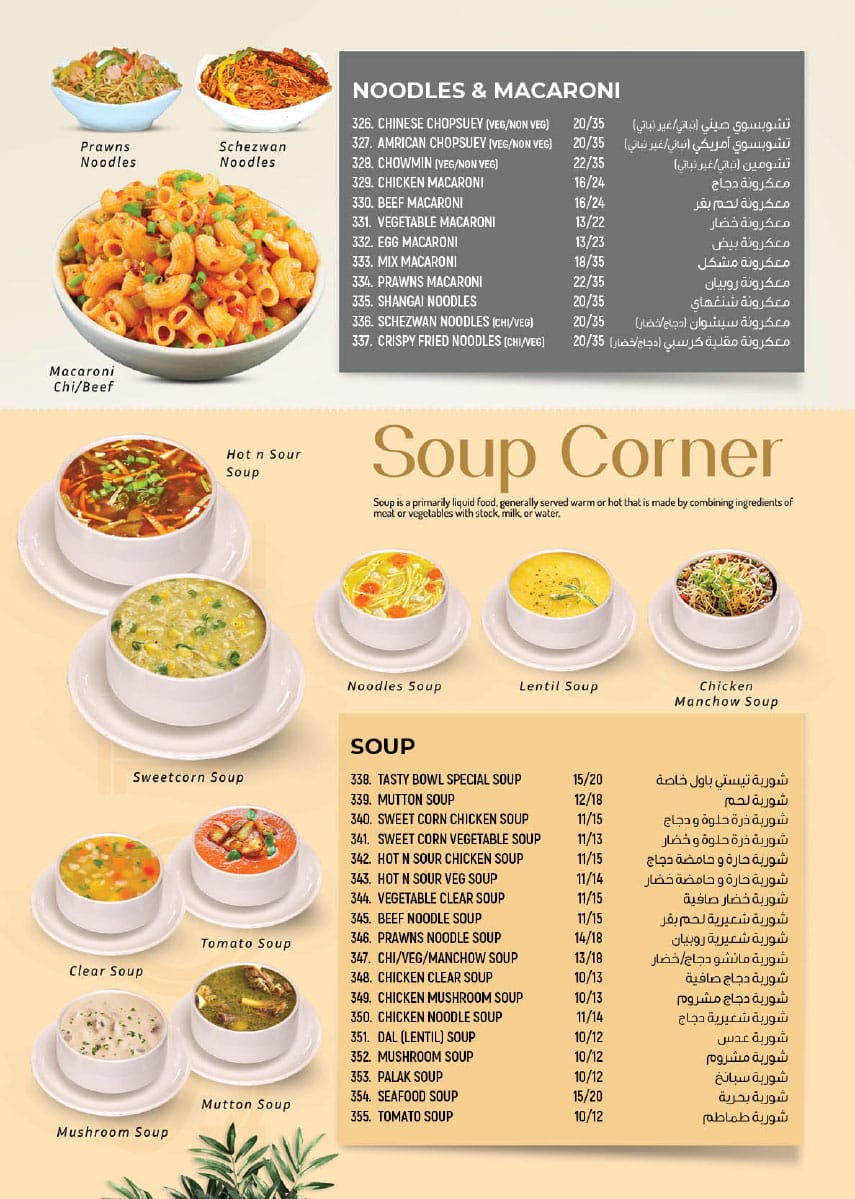 Prawns
Noodles
Schezwan
Noodles
Macaroni
Chi/Beef
NOODLES & MACARONI
326. CHINESE CHOPSUEY (VEG/NON VEG) 20/35 تشوبسوي صيني (نباتي/غير نباتي)
327. AMRICAN CHOPSUEY (VEG/NON VEG) 20/35 تشوبسوي أمريكي (نباتي/غير نباتي)
328. CHOWMIN (VEG/NON VEG) 22/35 تشومين (نباتي/غير نباتي)
329. CHICKEN MACARONI 16/24 معكرونة دجاج
330. BEEF MACARONI 16/24 معكرونة لحم بقر
331. VEGETABLE MACARONI 13/22 معكرونة خضار
332. EGG MACARONI 13/23 معكرونة بيض
333. MIX MACARONI 18/35 معكرونة مشكل
334. PRAWNS MACARONI 22/35 معكرونة روبيان
335. SHANGAI NOODLES 20/35 معكرونة شنغهاي
336. SCHEZWAN NOODLES (CHI/VEG) 20/35 معكرونة سيشوان (دجاج/خضار)
337. CRISPY FRIED NOODLES (CHI/VEG) 20/35 معكرونة مقلية كرسبي (دجاج/خضار)
Soup Corner
Soup is a primarily liquid food, generally served warm or hot that is made by combining ingredients of
meat or vegetables with stock, milk, or water.
Hot n Sour
Soup
Sweetcorn Soup
Noodles Soup
Lentil Soup
Chicken
Manchow Soup
Clear Soup
Tomato Soup
Mushroom Soup
Mutton Soup
SOUP
338. TASTY BOWL SPECIAL SOUP 15/20 شوربة تيستي باول خاصة
339. MUTTON SOUP 12/18 شوربة لحم
340. SWEET CORN CHICKEN SOUP 11/15 شوربة ذرة حلوة و دجاج
341. SWEET CORN VEGETABLE SOUP 11/13 شوربة ذرة حلوة و خضار
342. HOT N SOUR CHICKEN SOUP 11/15 شوربة حارة و حامضة دجاج
343. HOT N SOUR VEG SOUP 11/14 شوربة حارة و حامضة خضار
344. VEGETABLE CLEAR SOUP 11/15 شوربة خضار صافية
345. BEEF NOODLE SOUP 11/15 شوربة شعيرية لحم بقر
346. PRAWNS NOODLE SOUP 14/18 شوربة شعيرية روبيان
347. CHI/VEG/MANCHOW SOUP 13/18 شوربة مانشو دجاج/خضار
348. CHICKEN CLEAR SOUP 10/13 شوربة دجاج صافية
349. CHICKEN MUSHROOM SOUP 10/13 شوربة دجاج مشروم
350. CHICKEN NOODLE SOUP 11/14 شوربة شعيرية دجاج
351. DAL (LENTIL) SOUP 10/12 شوربة عدس
352. MUSHROOM SOUP 10/12 شوربة مشروم
353. PALAK SOUP 10/12 شوربة سبانخ
354. SEAFOOD SOUP 15/20 شوربة بحرية
355. TOMATO SOUP 10/12 شوربة طماطم